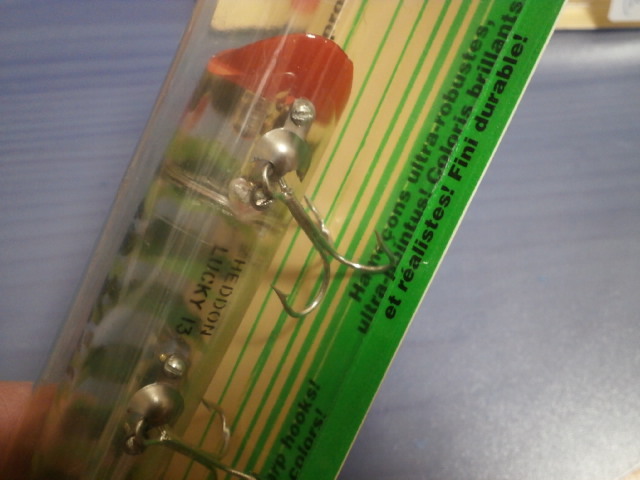 Hameçons ultra-robustes,
ultra-pointus! Coloris brillants
et réalistes! Fini durable!
HEDDON
LUCKY 13
hooks!
colors!